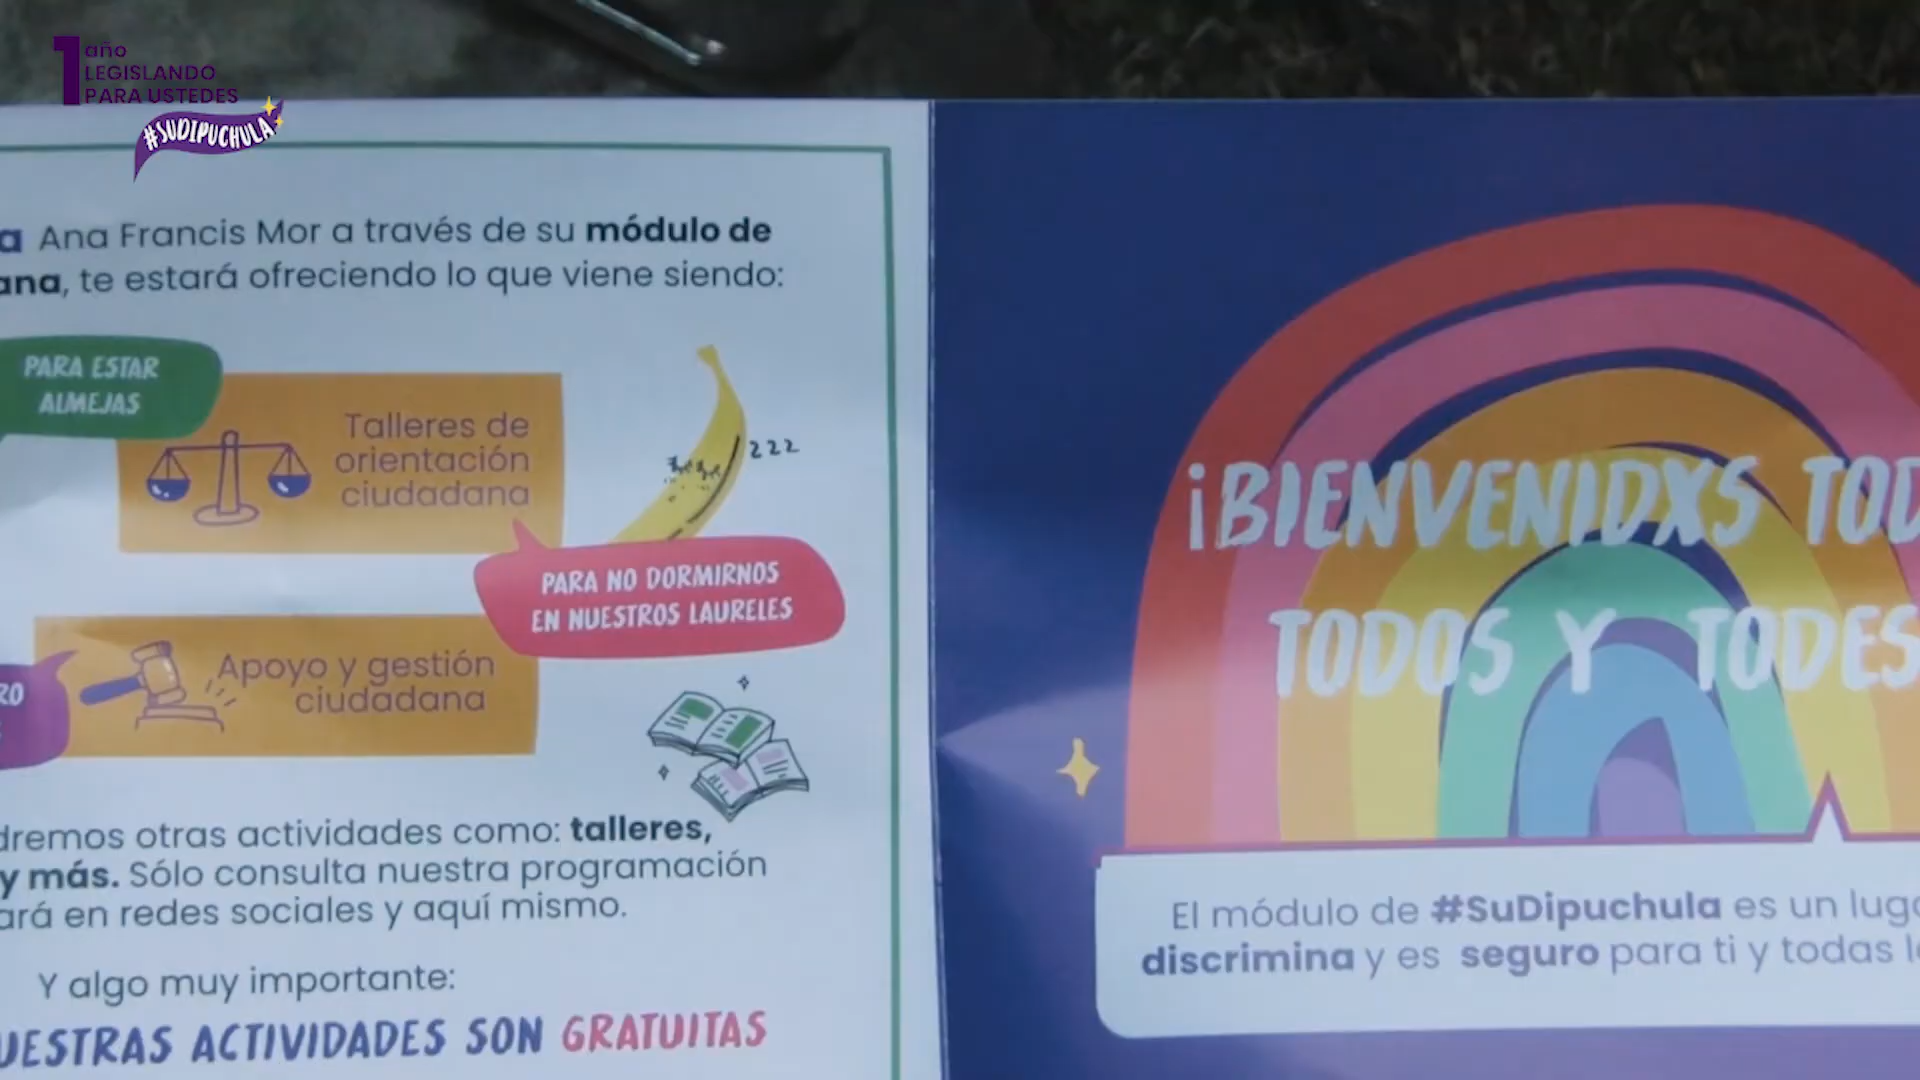 1 año
LEGISLANDO
PARA USTEDES
#SUDIPUCHULA
a Ana Francis Mor a través de su módulo de
ana, te estará ofreciendo lo que viene siendo:
PARA ESTAR
ALMEJAS
Talleres de
orientación
ciudadana
zzz
PARA NO DORMIRNOS
EN NUESTROS LAURELES
RO
Apoyo y gestión
ciudadana
dremos otras actividades como: talleres,
y más. Sólo consulta nuestra programación
ará en redes sociales y aquí mismo.
Y algo muy importante:
UESTRAS ACTIVIDADES SON GRATUITAS
¡BIENVENIDXS TOD
TODOS Y TODES
El módulo de #SuDipuchula es un luga
discrimina y es seguro para ti y todas l